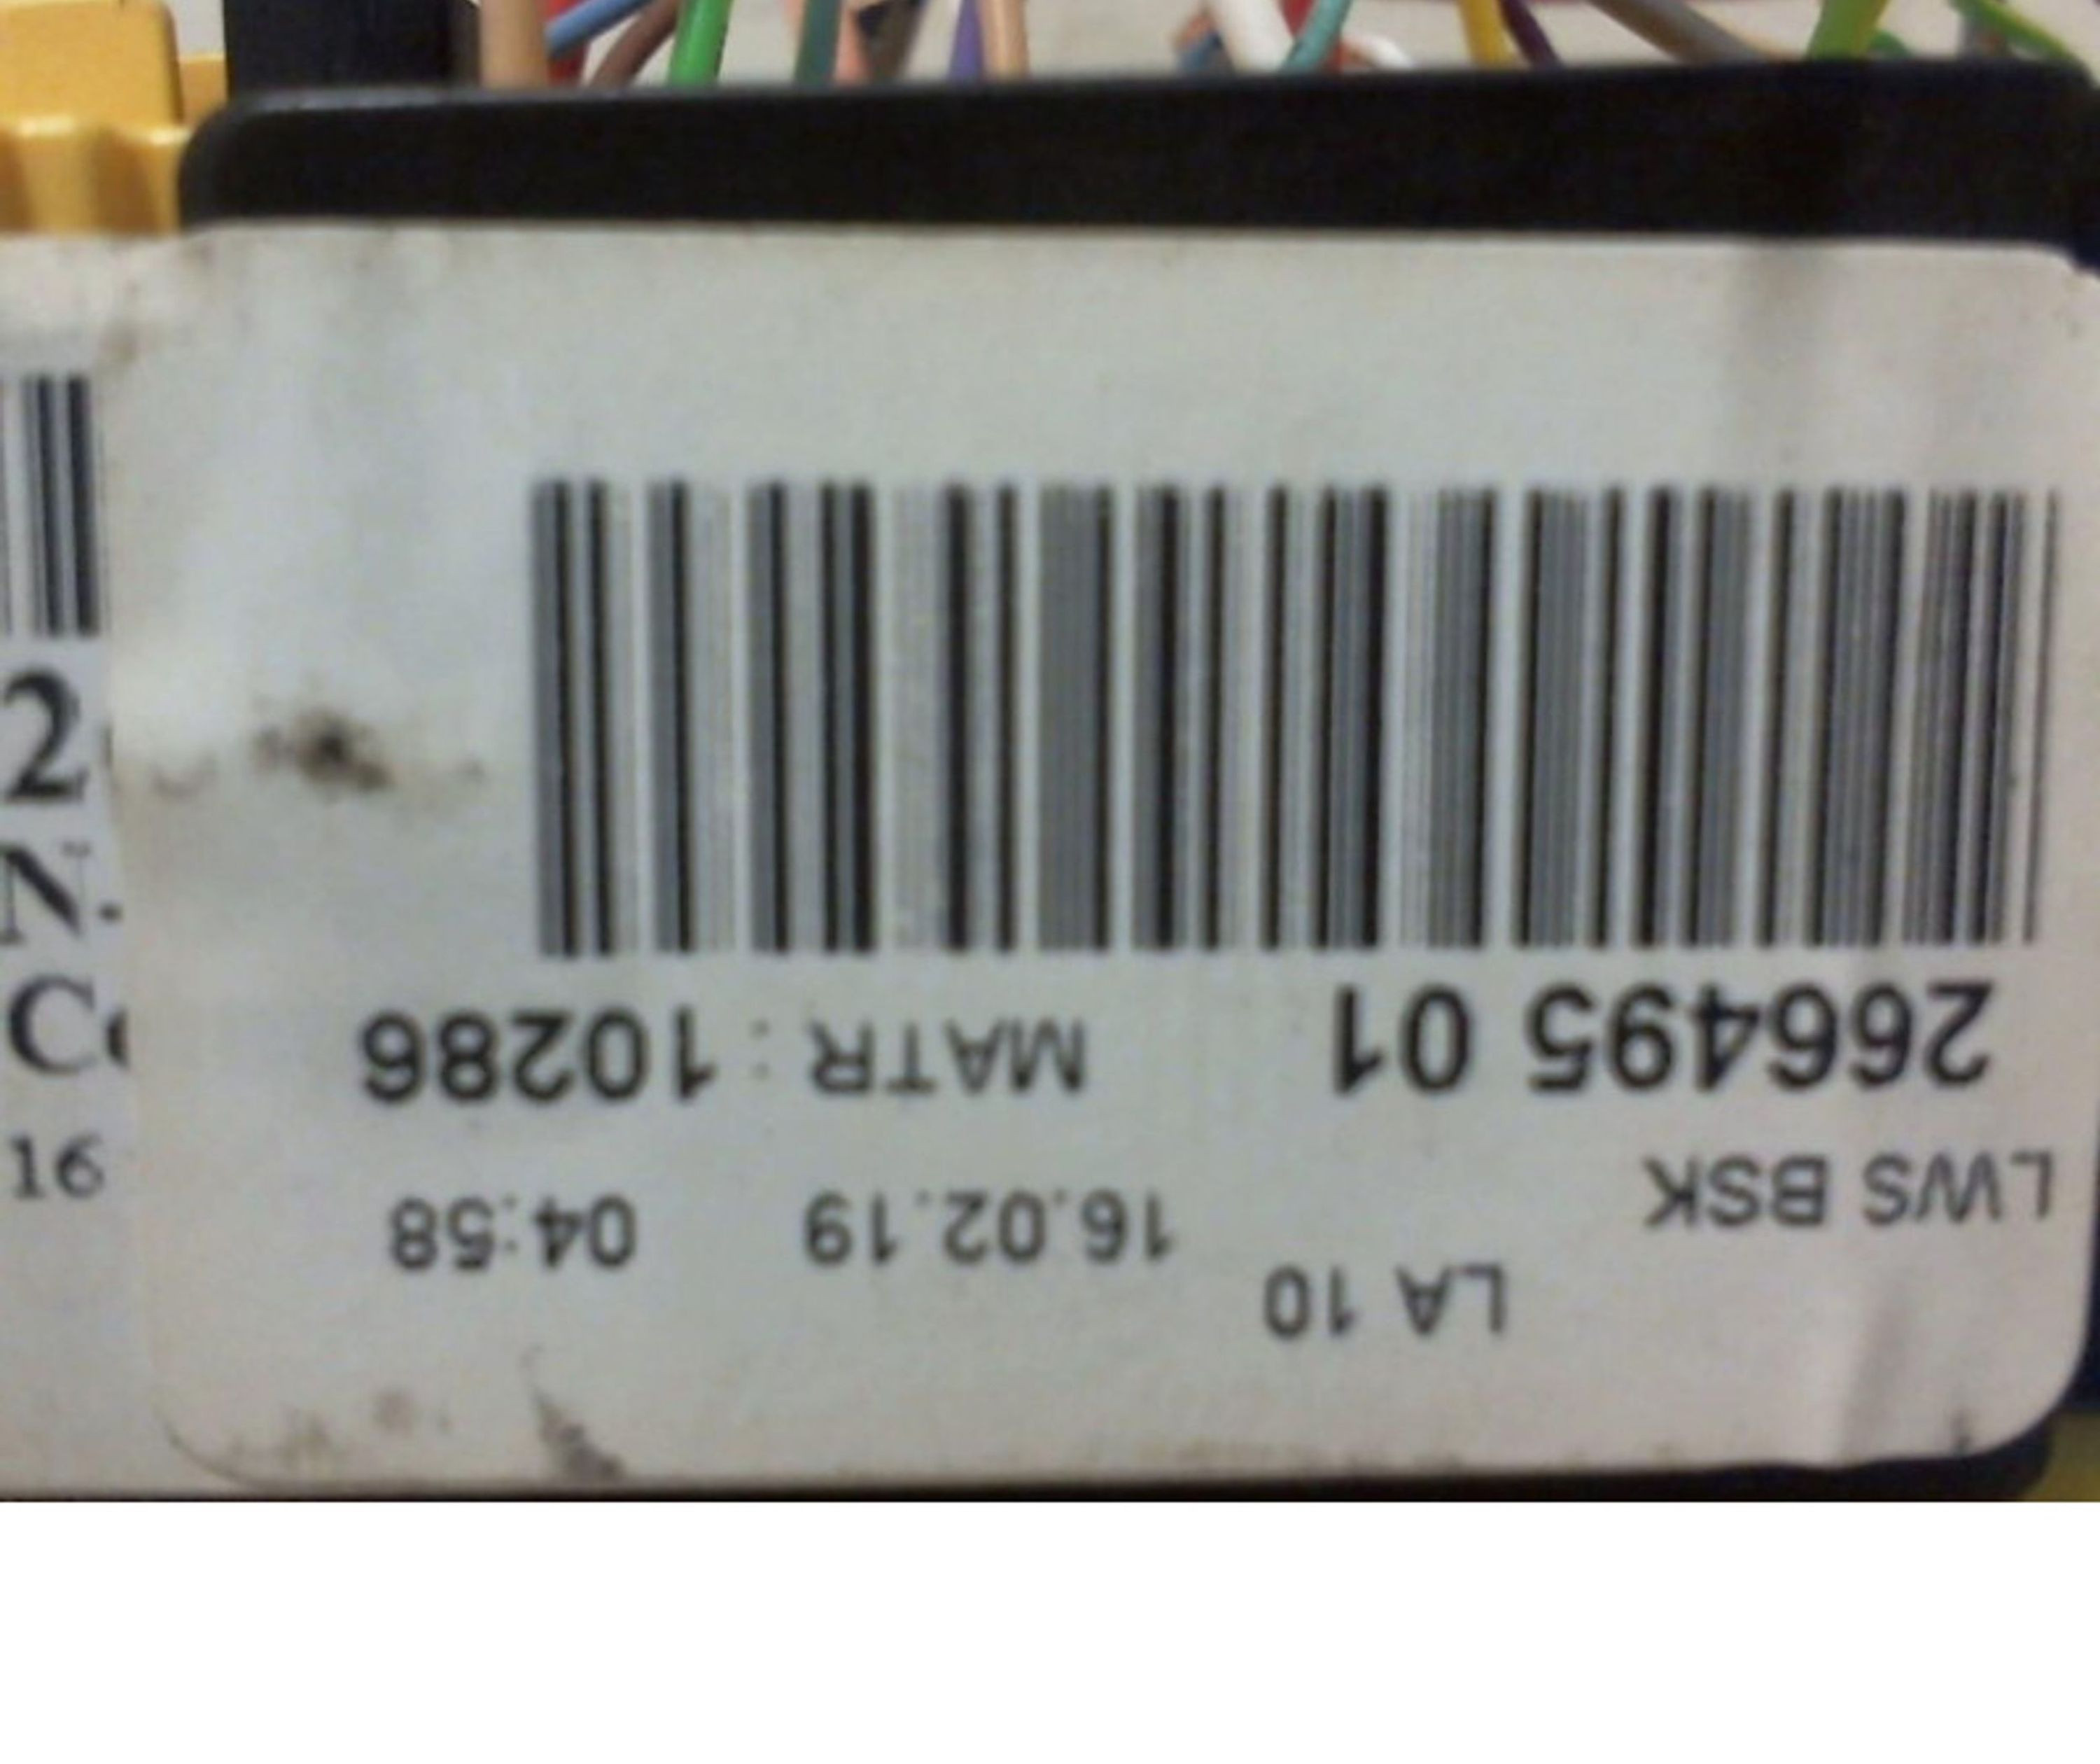 LA 10
LWS BSK 16.02.19 04:58
266495 01 MATR : 10286
2
N.
16